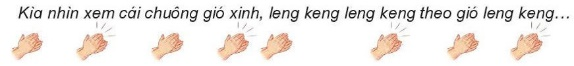 Kìa nhìn xem cái chuông gió xinh, leng keng leng keng theo gió leng keng…